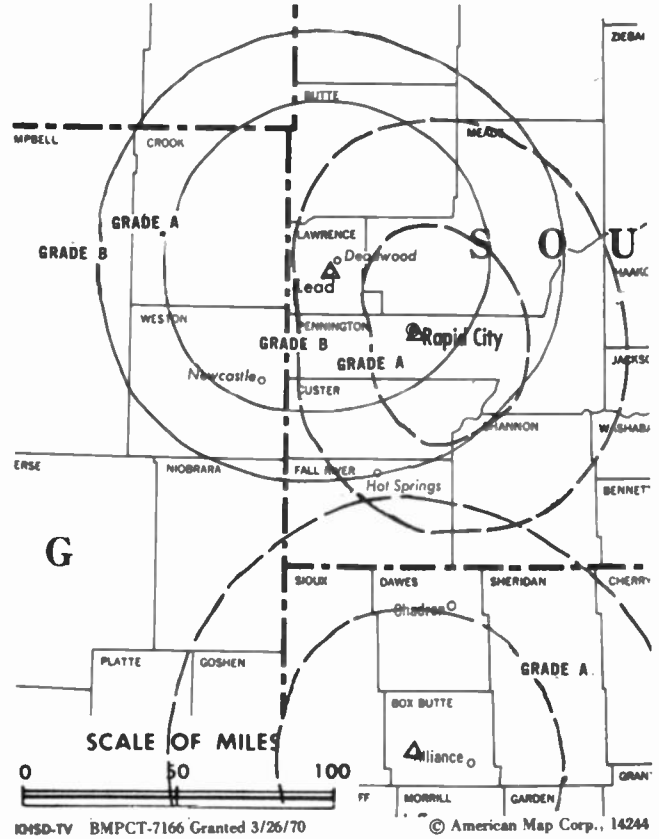 ZIEBA
BUTTE
MEADE
MPBELL
CROOK
GRADE A
GRADE B
LAWRENCE
S O U
Deadwood
HAAKO
Lead
WESTON
PENNINGTON
GRADE B
Rapid City
GRADE A
JACKSO
Newcastle
CUSTER
SHANNON
WASHABA
ERSE
NIOBRARA
FALL RIVER
Hot Springs
BENNET
G
SIOUX
DAWES
SHERIDAN
CHERRY
Chadron
PLATTE
GOSHEN
GRADE A
BOX BUTTE
SCALE OF MILES
Alliance
0 50 100
GRAN
FF
MORRILL
GARDEN
KHSD-TV BMPCT-7166 Granted 3/26/70
© American Map Corp., 14244